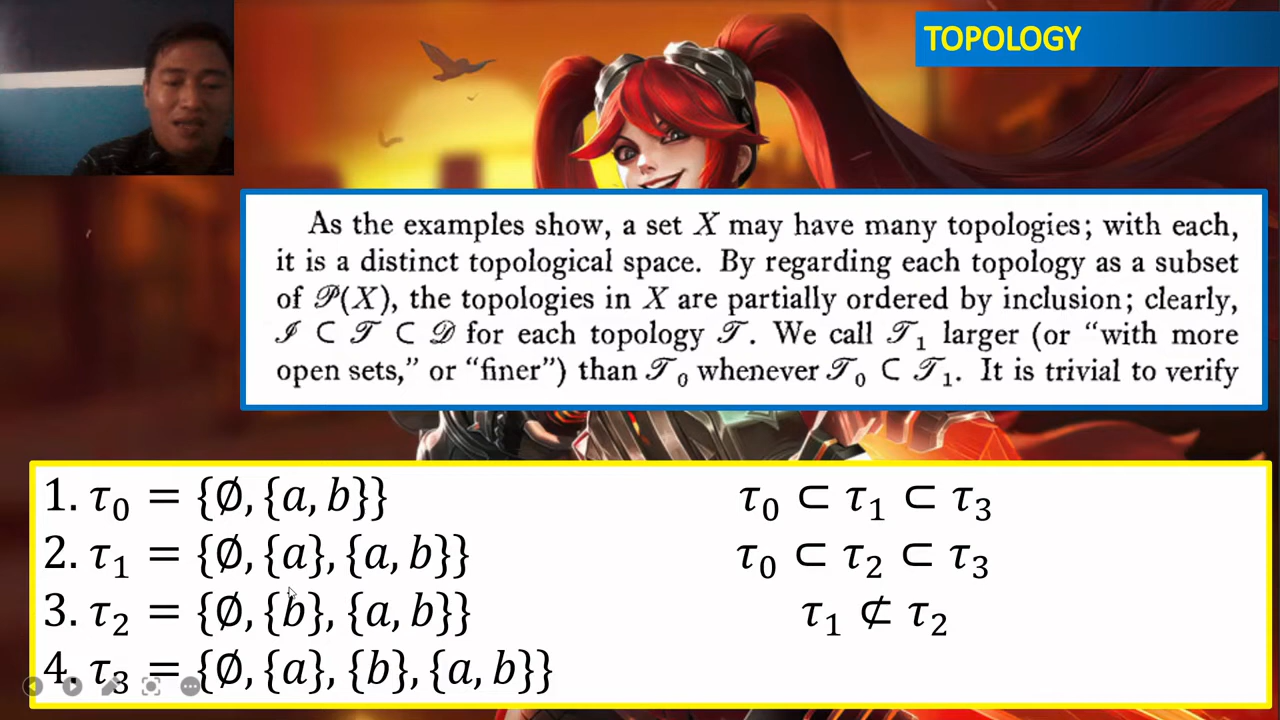 TOPOLOGY
As the examples show, a set X may have many topologies; with each,
it is a distinct topological space. By regarding each topology as a subset
of 𝒫(X), the topologies in X are partially ordered by inclusion; clearly,
ℐ ⊂ 𝒯 ⊂ 𝒟 for each topology 𝒯. We call 𝒯₁ larger (or “with more
open sets,” or “finer”) than 𝒯₀ whenever 𝒯₀ ⊂ 𝒯₁. It is trivial to verify
1. τ₀ = {∅, {a, b}}
τ₀ ⊂ τ₁ ⊂ τ₃
2. τ₁ = {∅, {a}, {a, b}}
τ₀ ⊂ τ₂ ⊂ τ₃
3. τ₂ = {∅, {b}, {a, b}}
τ₁ ⊄ τ₂
4. τ₃ = {∅, {a}, {b}, {a, b}}